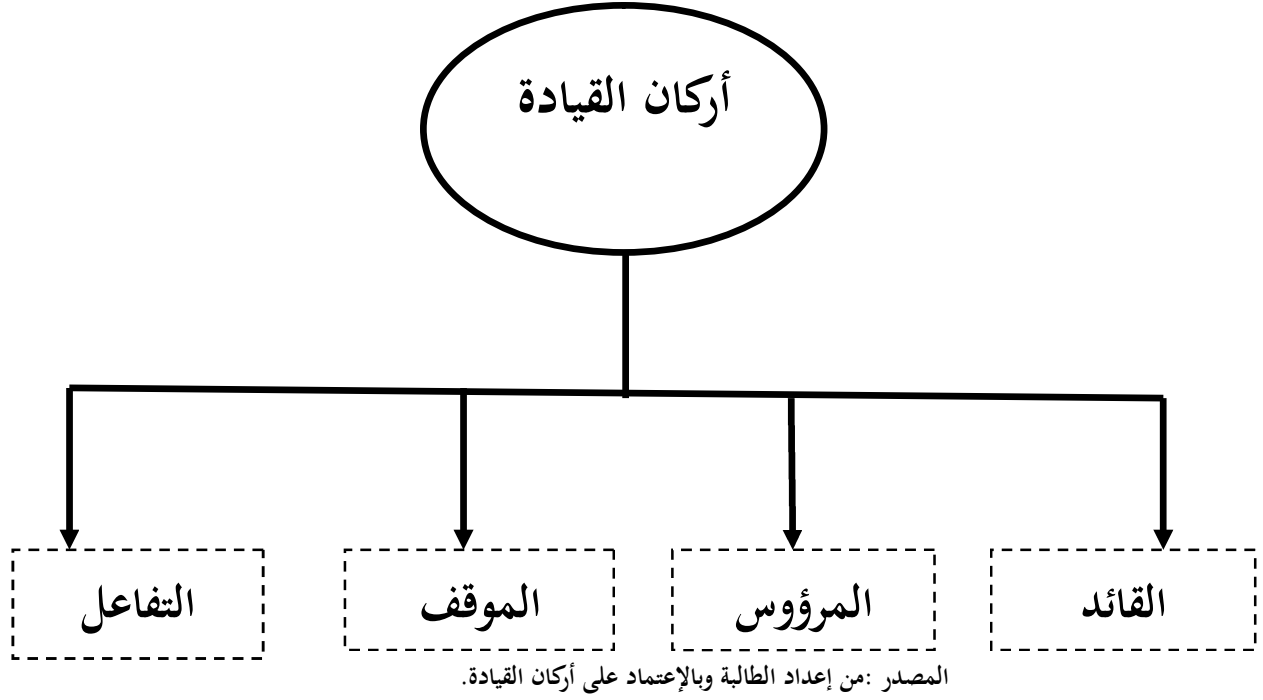 أركان القيادة
القائد
المرؤوس
الموقف
التفاعل
المصدر :من إعداد الطالبة وبالإعتماد على أركان القيادة.